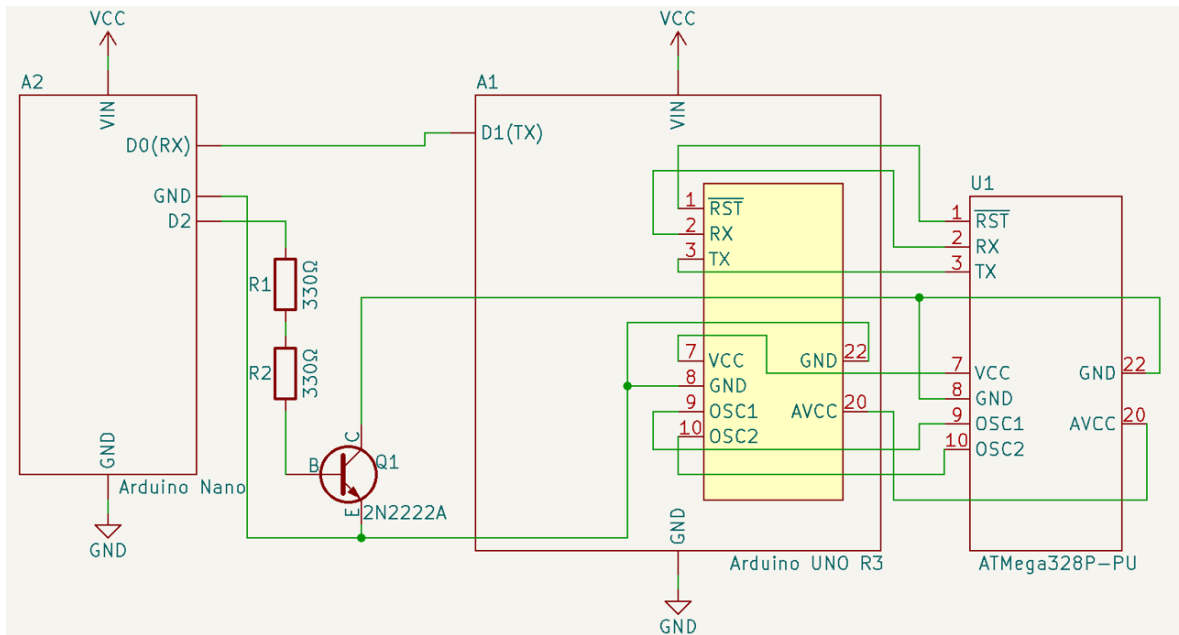 VCC
VCC
A2
A1
VIN
VIN
D0(RX)
D1(TX)
GND
D2
U1
1
RST
2
RX
3
TX
1
RST
2
RX
3
TX
R1
330Ω
R2
330Ω
7
VCC
8
GND
9
OSC1
10
OSC2
GND
22
AVCC
20
7
VCC
8
GND
9
OSC1
10
OSC2
GND
22
AVCC
20
C
B
Q1
E
2N2222A
GND
Arduino Nano
GND
GND
Arduino UNO R3
ATMega328P-PU
GND